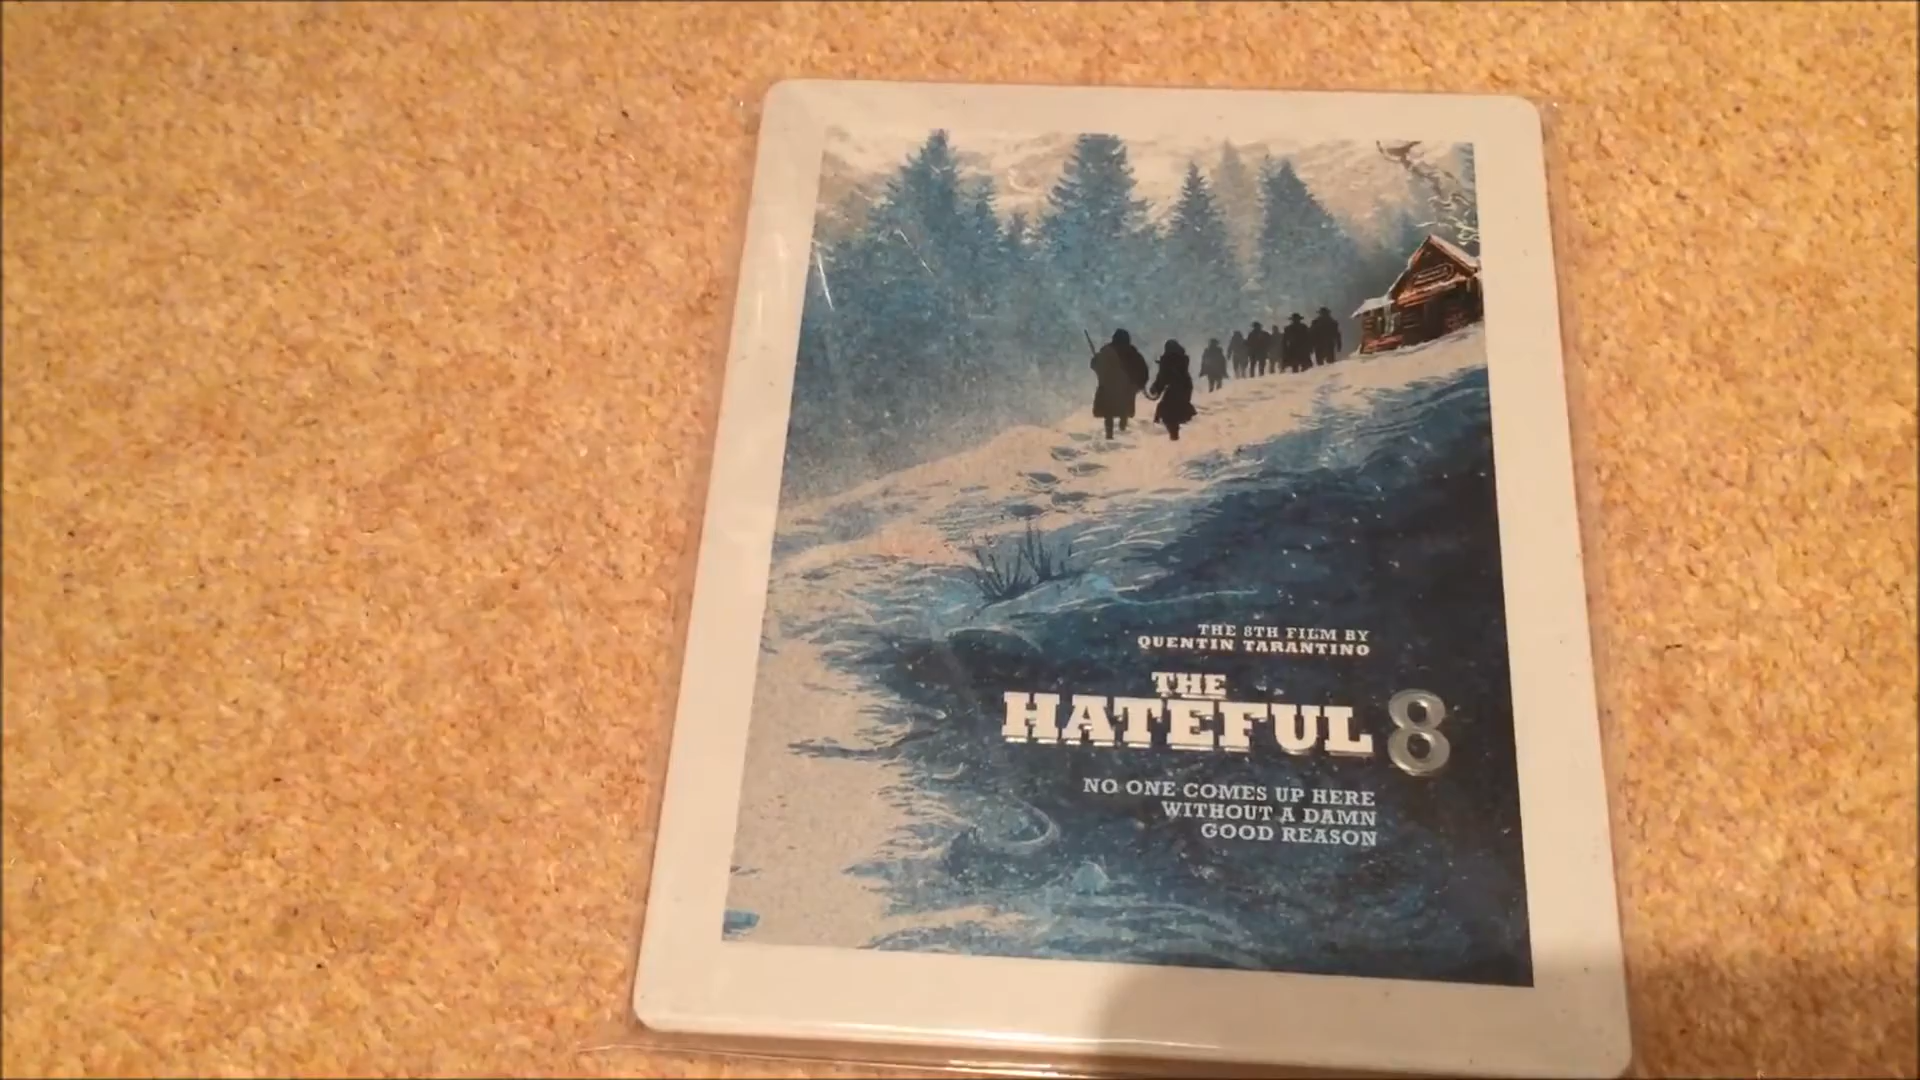 THE 8TH FILM BY
QUENTIN TARANTINO
THE
HATEFUL 8
NO ONE COMES UP HERE
WITHOUT A DAMN
GOOD REASON